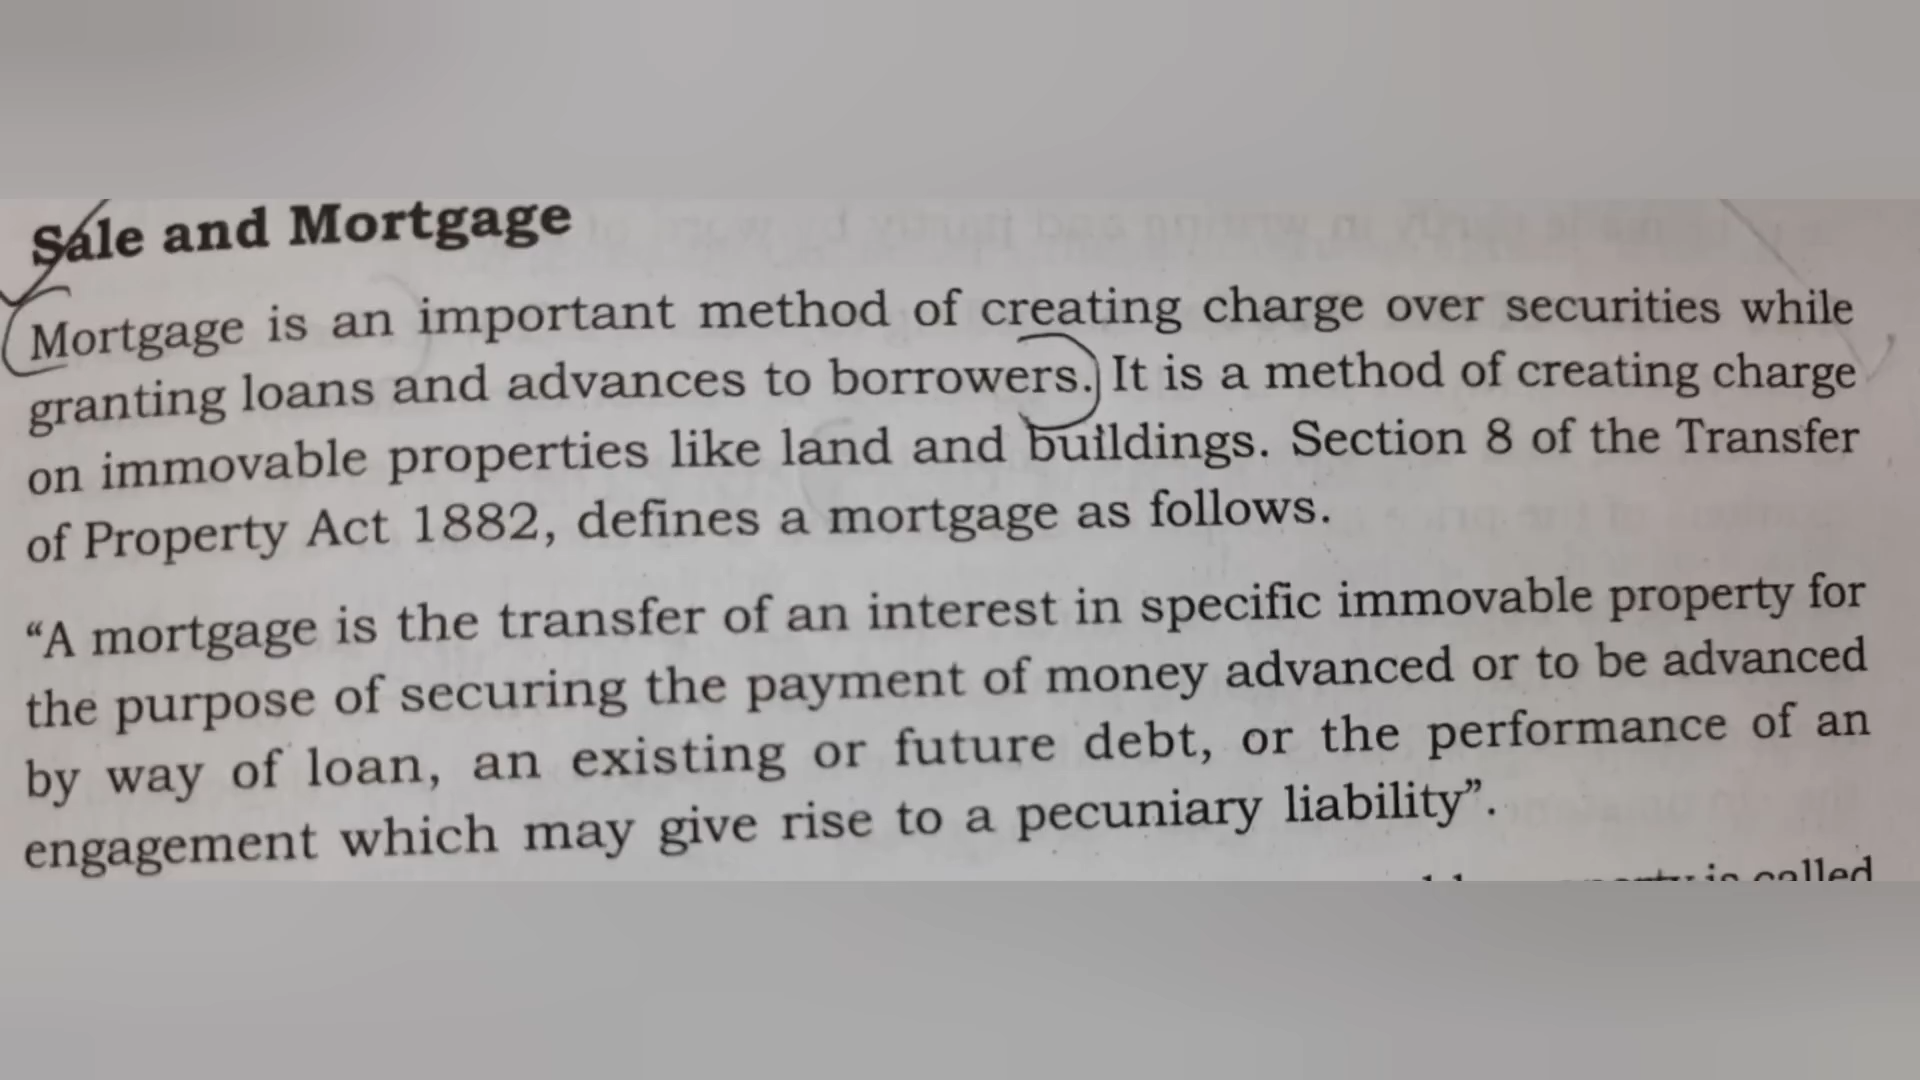 Sale and Mortgage
Mortgage is an important method of creating charge over securities while
granting loans and advances to borrowers. It is a method of creating charge
on immovable properties like land and buildings. Section 8 of the Transfer
of Property Act 1882, defines a mortgage as follows.
“A mortgage is the transfer of an interest in specific immovable property for
the purpose of securing the payment of money advanced or to be advanced
by way of loan, an existing or future debt, or the performance of an
engagement which may give rise to a pecuniary liability”.
is called